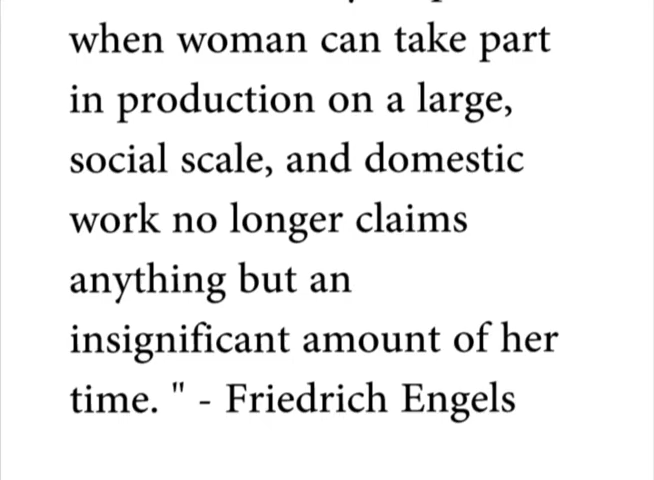 when woman can take part
in production on a large,
social scale, and domestic
work no longer claims
anything but an
insignificant amount of her
time. " - Friedrich Engels